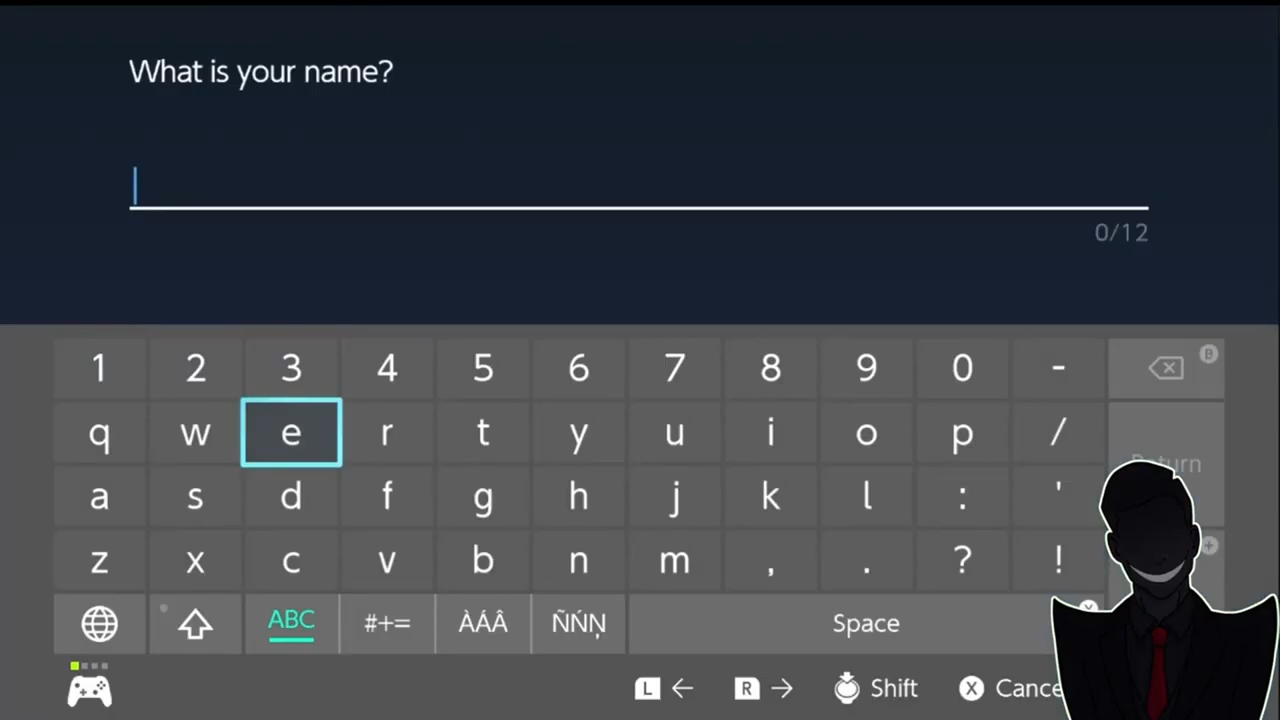 What is your name?
0/12
1 2 3 4 5 6 7 8 9 0 - B
q w e r t y u i o p / Return
a s d f g h j k l : '
z x c v b n m , . ? ! +
ABC #+= ÀÁÂ ÑŃŅ Space Y
L ← R → Shift X Cance